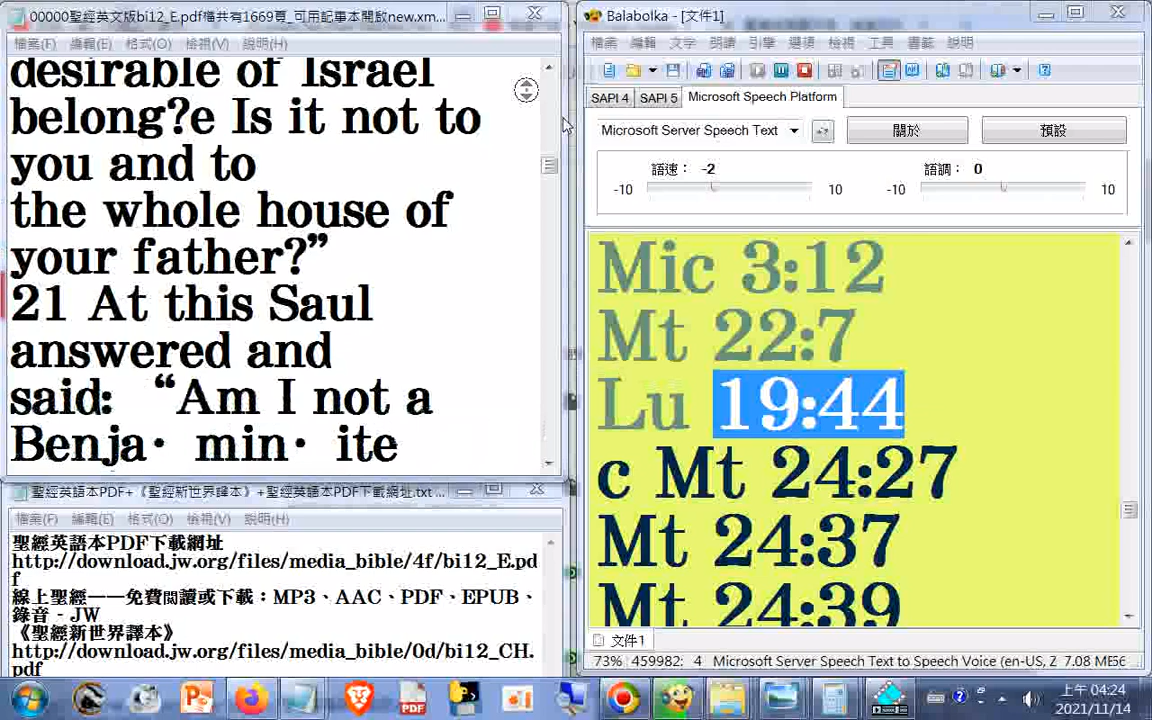 00000聖經英文版bi12_E.pdf檔共有1669頁_可用記事本開啟new.xm...
檔案(F) 編輯(E) 格式(O) 檢視(V) 說明(H)
desirable of Israel
belong?e Is it not to
you and to
the whole house of
your father?”
21 At this Saul
answered and
said: “Am I not a
Benja· min· ite
聖經英語本PDF+《聖經新世界譯本》+聖經英語本PDF下載網址.txt ...
檔案(F) 編輯(E) 格式(O) 檢視(V) 說明(H)
聖經英語本PDF下載網址
http://download.jw.org/files/media_bible/4f/bi12_E.pd
f
線上聖經——免費閱讀或下載：MP3、AAC、PDF、EPUB、
錄音 - JW
《聖經新世界譯本》
http://download.jw.org/files/media_bible/0d/bi12_CH.
pdf
Balabolka - [文件1]
檔案 編輯 文字 朗讀 引擎 選項 檢視 工具 書籤 說明
SAPI 4 SAPI 5 Microsoft Speech Platform
Microsoft Server Speech Text 關於 預設
語速： -2 語調： 0
-10 10 -10 10
Mic 3:12
Mt 22:7
Lu 19:44
c Mt 24:27
Mt 24:37
Mt 24:39
文件1
73% 459982: 4 Microsoft Server Speech Text to Speech Voice (en-US, Z 7.08 ME56
上午 04:24
2021/11/14